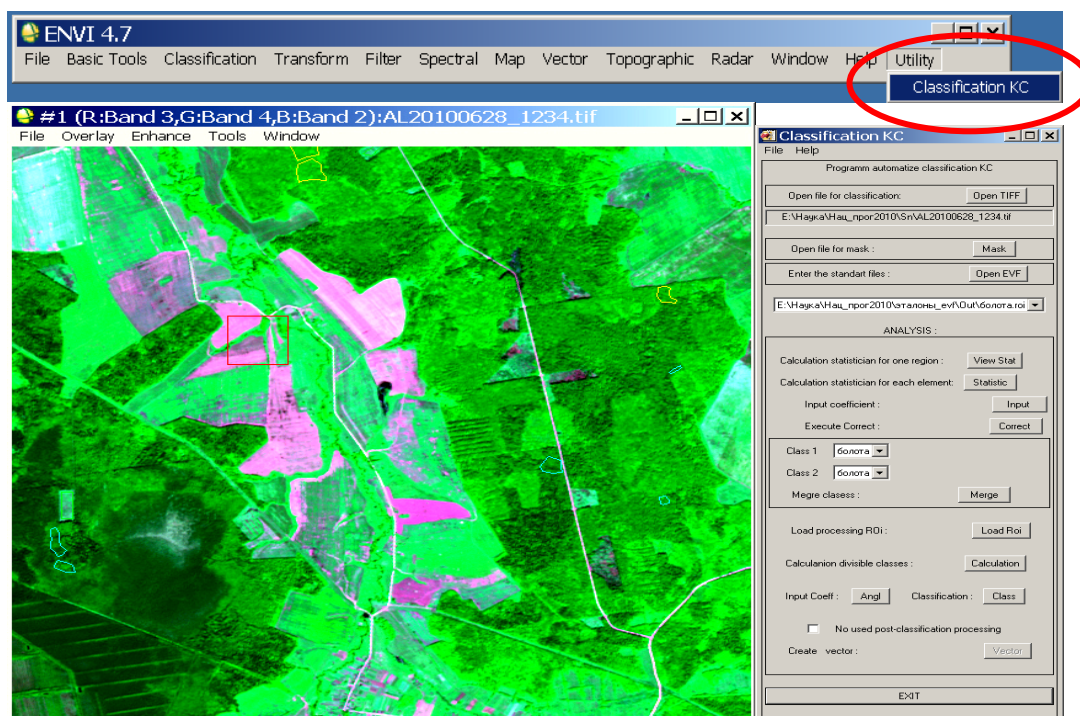 ENVI 4.7
File Basic Tools Classification Transform Filter Spectral Map Vector Topographic Radar Window Help Utility
Classification KC
#1 (R:Band 3,G:Band 4,B:Band 2):AL20100628_1234.tif
File Overlay Enhance Tools Window
Classification KC
File Help
Programm automatize classification KC
Open file for classification: Open TIFF
E:\Наука\Нац_прог2010\Sn\AL20100628_1234.tif
Open file for mask : Mask
Enter the standart files : Open EVF
E:\Наука\Нац_прог2010\эталоны_evf\Out\болота.roi
ANALYSIS :
Calculation statistician for one region : View Stat
Calculation statistician for each element: Statistic
Input coefficient : Input
Execute Correct : Correct
Class 1 болота
Class 2 болота
Megre clasess : Merge
Load processing ROi : Load Roi
Calculanion divisible classes : Calculation
Input Coeff : Angl Classification : Class
No used post-classification processing
Create vector : Vector
EXIT